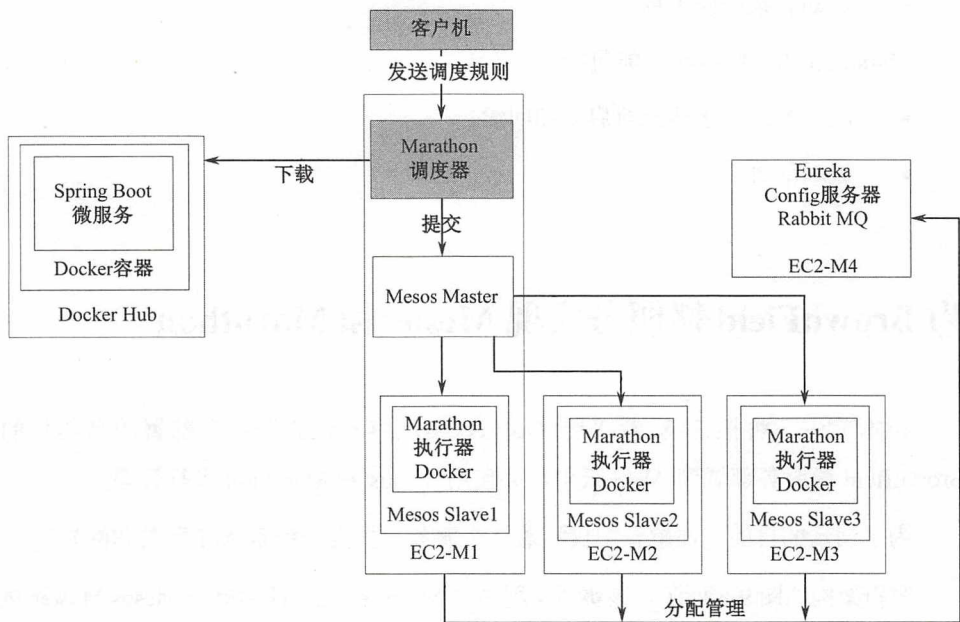 客户机
发送调度规则
Marathon
调度器
下载
Spring Boot
微服务
Docker容器
Docker Hub
提交
Mesos Master
Eureka
Config服务器
Rabbit MQ
EC2-M4
Marathon
执行器
Docker
Mesos Slave1
EC2-M1
Marathon
执行器
Docker
Mesos Slave2
EC2-M2
Marathon
执行器
Docker
Mesos Slave3
EC2-M3
分配管理